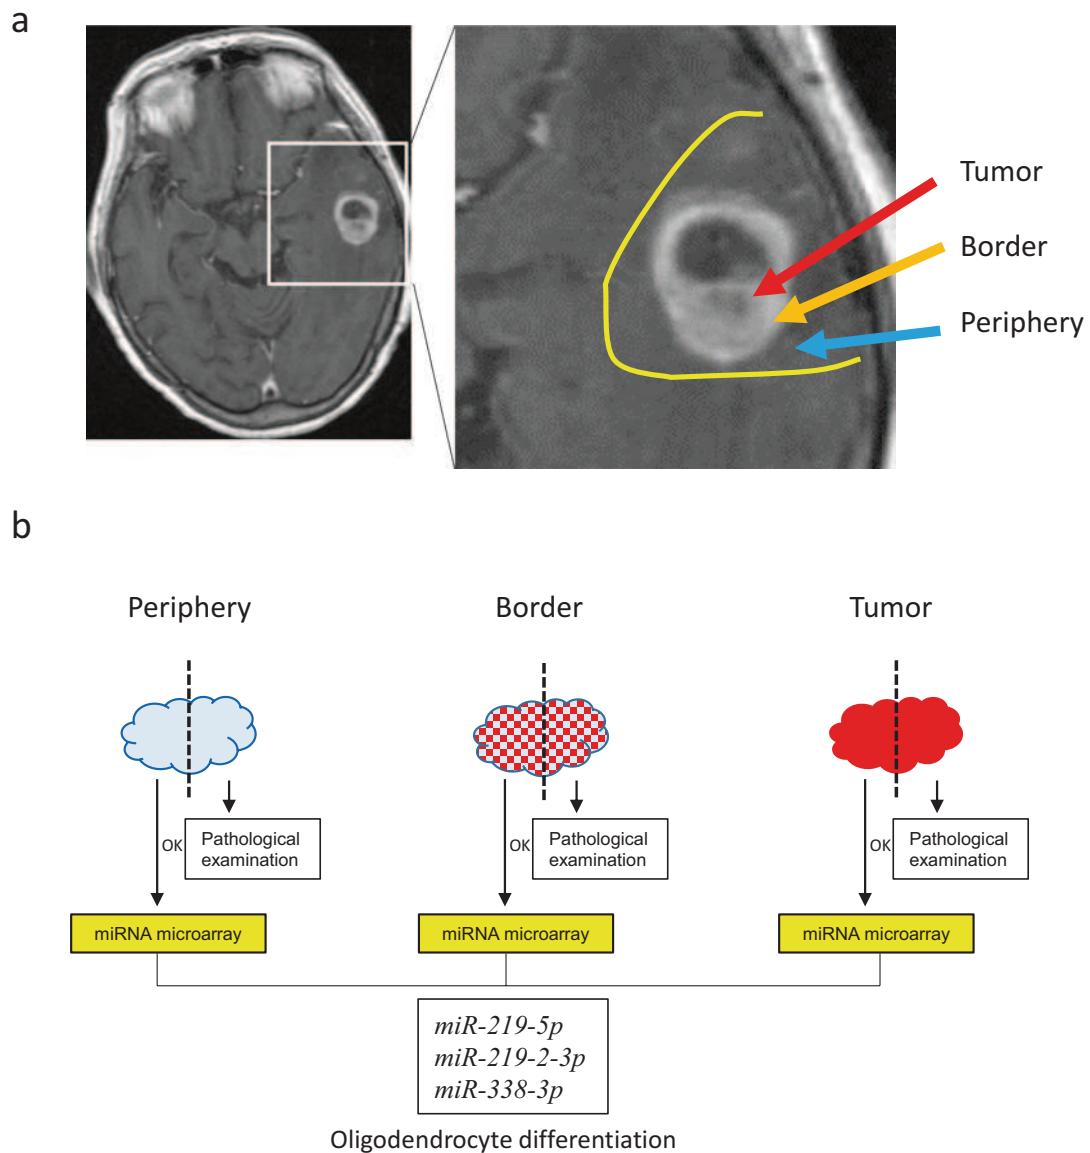 a
Tumor
Border
Periphery
b
Periphery
Border
Tumor
OK
Pathological
examination
OK
Pathological
examination
OK
Pathological
examination
miRNA microarray
miRNA microarray
miRNA microarray
miR-219-5p
miR-219-2-3p
miR-338-3p
Oligodendrocyte differentiation